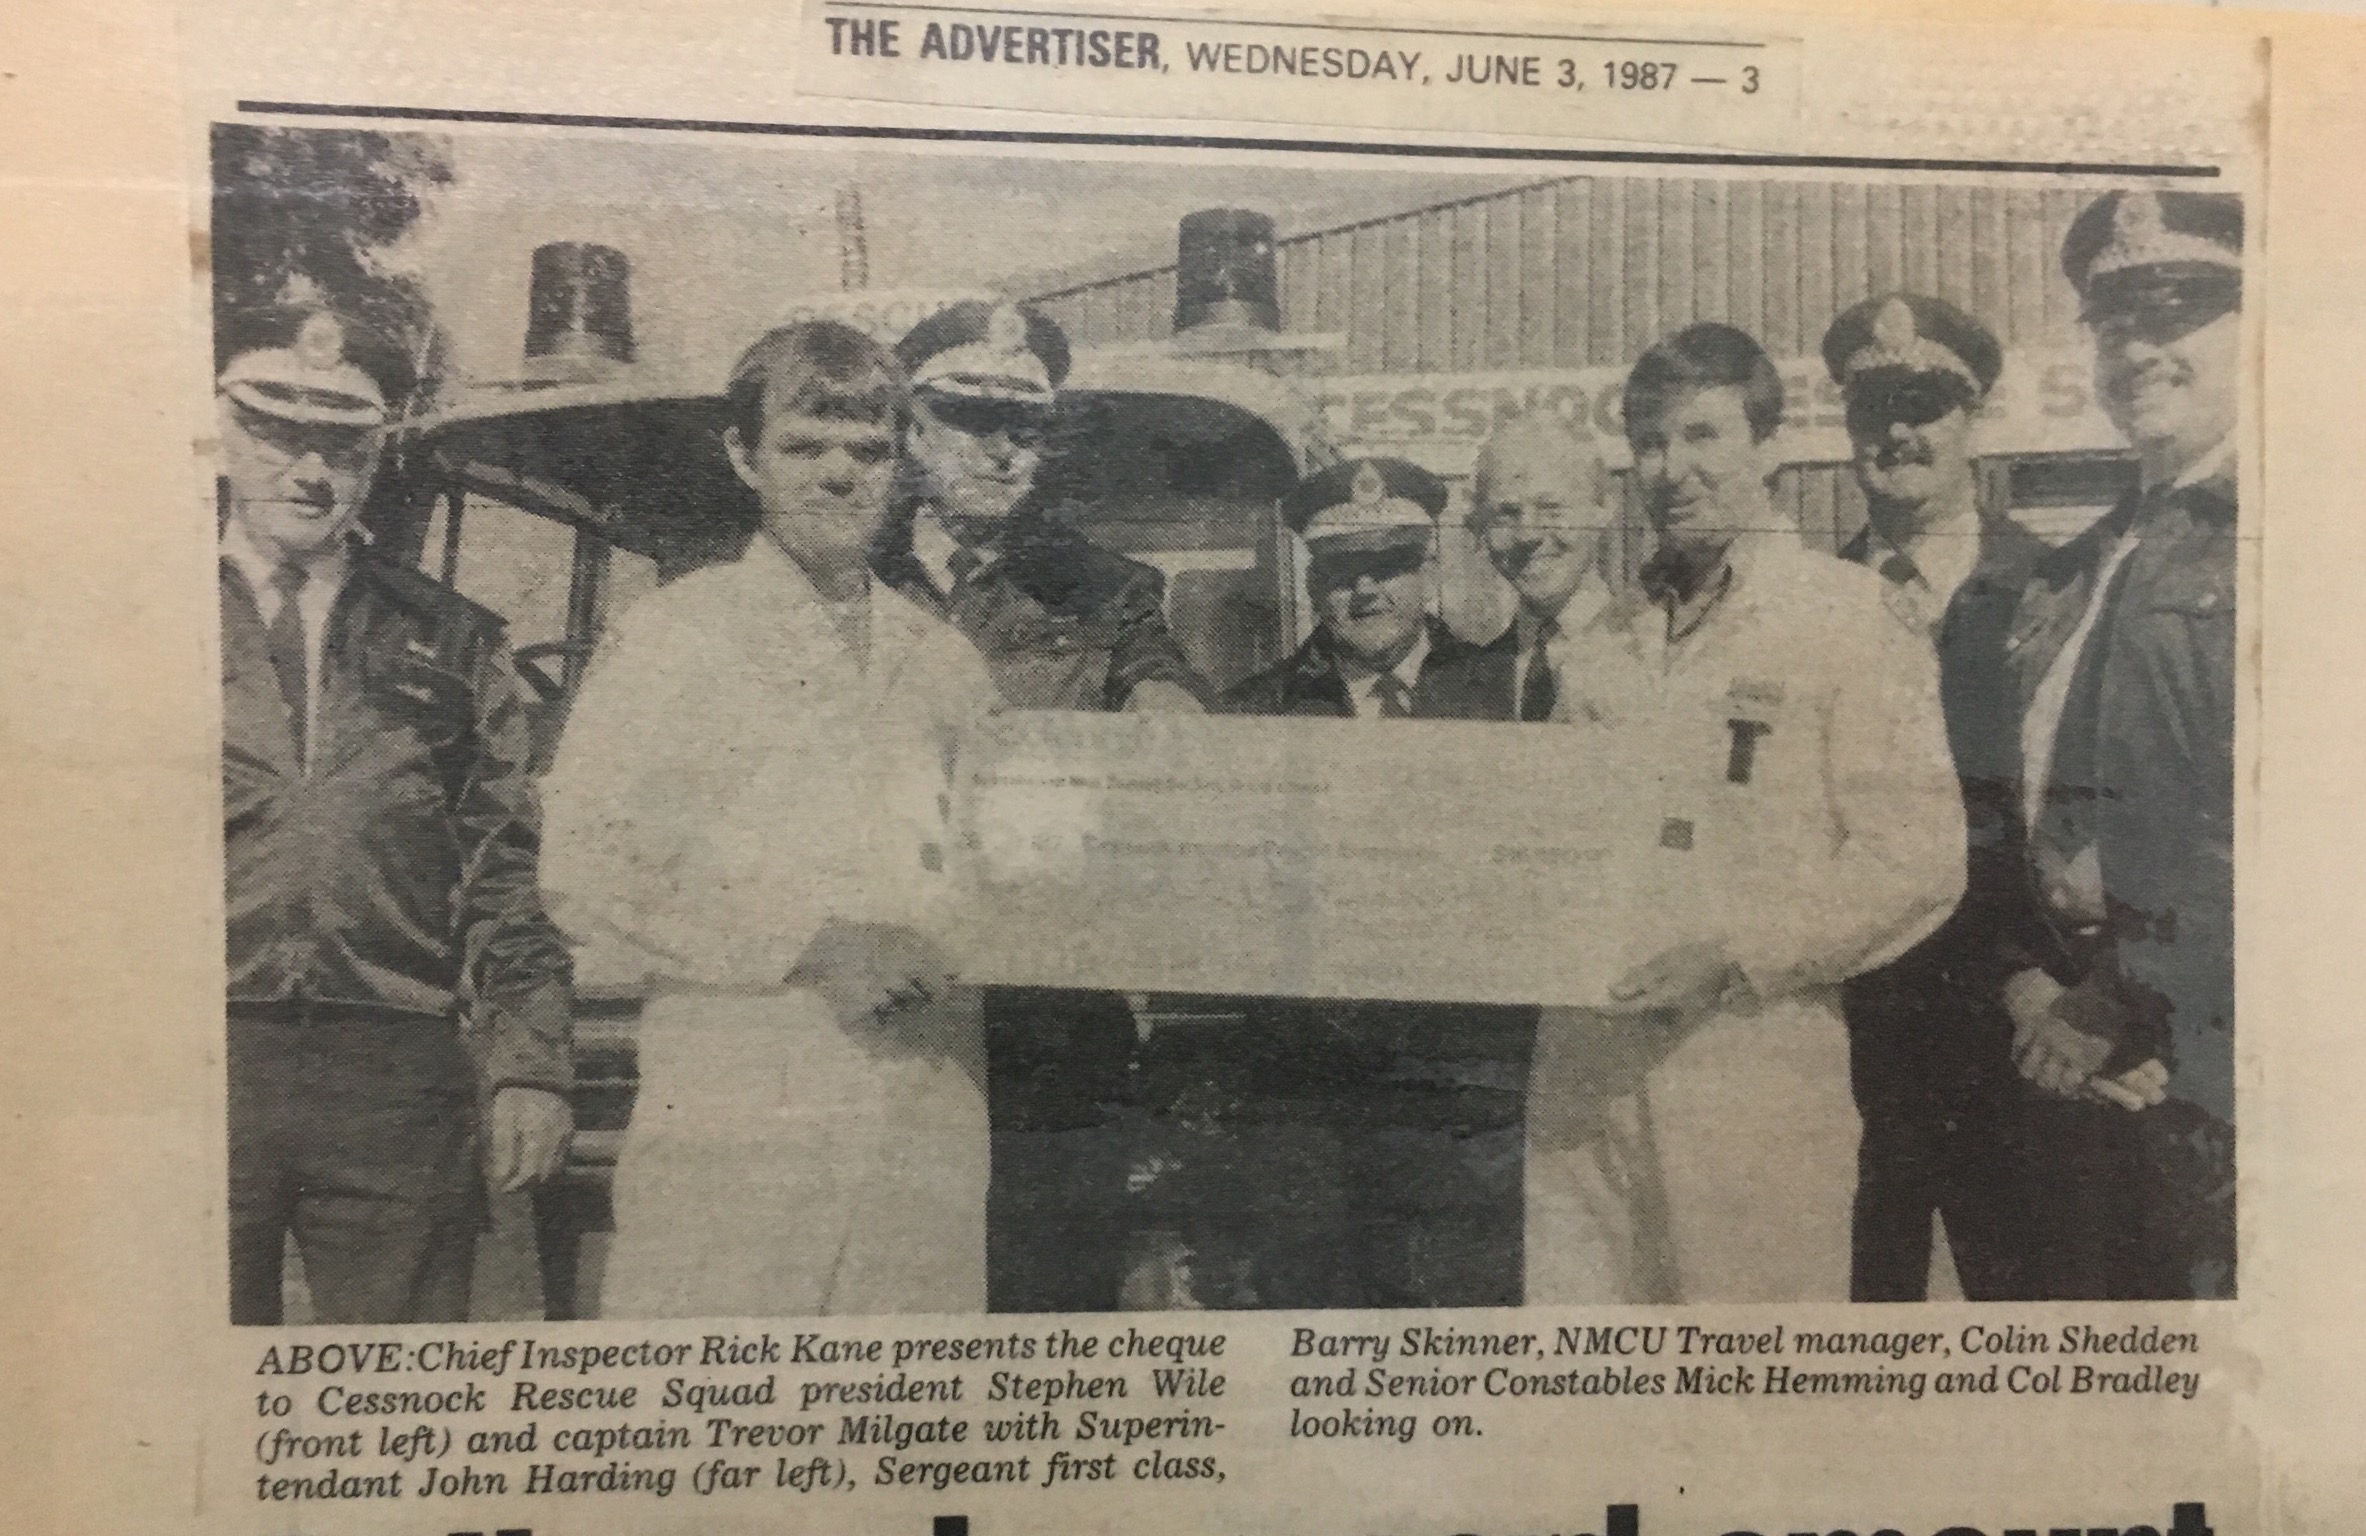 THE ADVERTISER, WEDNESDAY, JUNE 3, 1987 — 3
CESSNOC
T
ABOVE:Chief Inspector Rick Kane presents the cheque
to Cessnock Rescue Squad president Stephen Wile
(front left) and captain Trevor Milgate with Superin-
tendant John Harding (far left), Sergeant first class,
Barry Skinner, NMCU Travel manager, Colin Shedden
and Senior Constables Mick Hemming and Col Bradley
looking on.